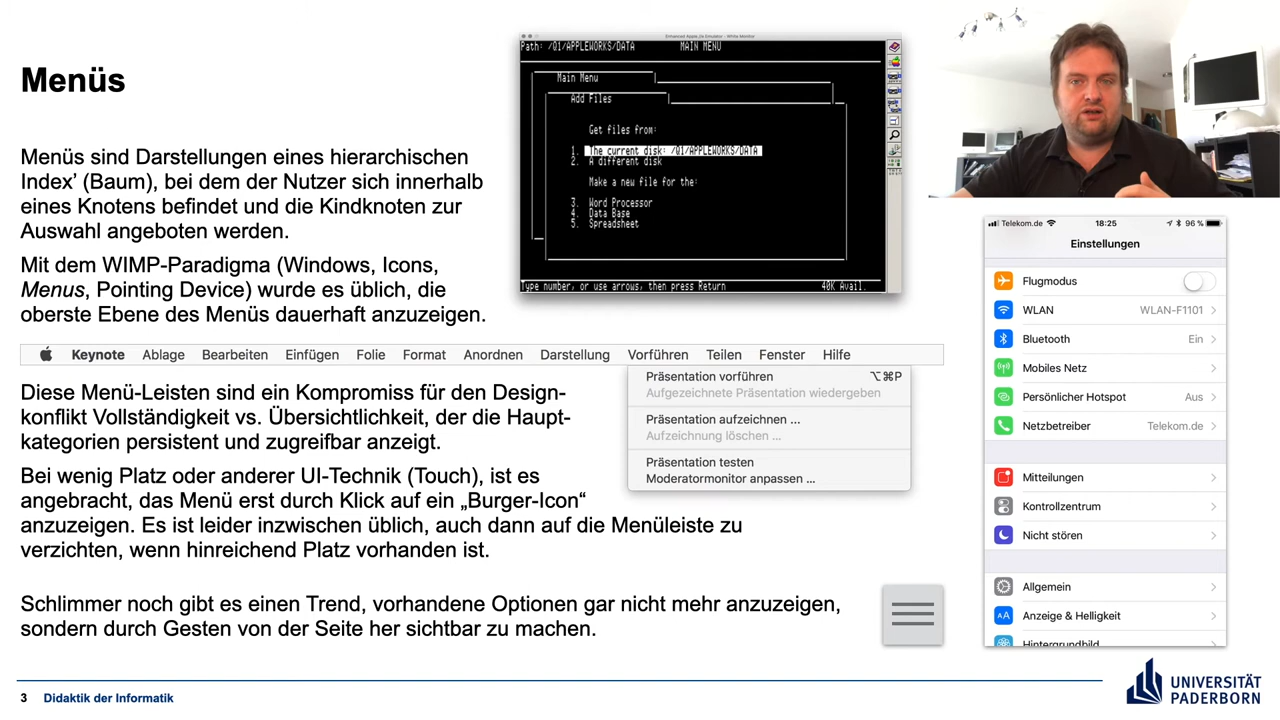 Menüs
Menüs sind Darstellungen eines hierarchischen
Index’ (Baum), bei dem der Nutzer sich innerhalb
eines Knotens befindet und die Kindknoten zur
Auswahl angeboten werden.
Mit dem WIMP-Paradigma (Windows, Icons,
Menus, Pointing Device) wurde es üblich, die
oberste Ebene des Menüs dauerhaft anzuzeigen.
Path: /Q1/APPLEWORKS/DATA MAIN MENU
Main Menu
Add Files
Get files from:
1. The current disk: /Q1/APPLEWORKS/DATA
2. A different disk
Make a new file for the:
3. Word Processor
4. Data Base
5. Spreadsheet
Type number, or use arrows, then press Return 40K Avail.
Keynote Ablage Bearbeiten Einfügen Folie Format Anordnen Darstellung Vorführen Teilen Fenster Hilfe
Präsentation vorführen ⌥⌘P
Aufgezeichnete Präsentation wiedergeben
Präsentation aufzeichnen ...
Aufzeichnung löschen ...
Präsentation testen
Moderatormonitor anpassen ...
Diese Menü-Leisten sind ein Kompromiss für den Design-
konflikt Vollständigkeit vs. Übersichtlichkeit, der die Haupt-
kategorien persistent und zugreifbar anzeigt.
Bei wenig Platz oder anderer UI-Technik (Touch), ist es
angebracht, das Menü erst durch Klick auf ein „Burger-Icon“
anzuzeigen. Es ist leider inzwischen üblich, auch dann auf die Menüleiste zu
verzichten, wenn hinreichend Platz vorhanden ist.
Schlimmer noch gibt es einen Trend, vorhandene Optionen gar nicht mehr anzuzeigen,
sondern durch Gesten von der Seite her sichtbar zu machen.
Telekom.de 18:25 96 %
Einstellungen
Flugmodus
WLAN WLAN-F1101
Bluetooth Ein
Mobiles Netz
Persönlicher Hotspot Aus
Netzbetreiber Telekom.de
Mitteilungen
Kontrollzentrum
Nicht stören
Allgemein
AA Anzeige & Helligkeit
Hintergrundbild
3 Didaktik der Informatik
UNIVERSITÄT
PADERBORN